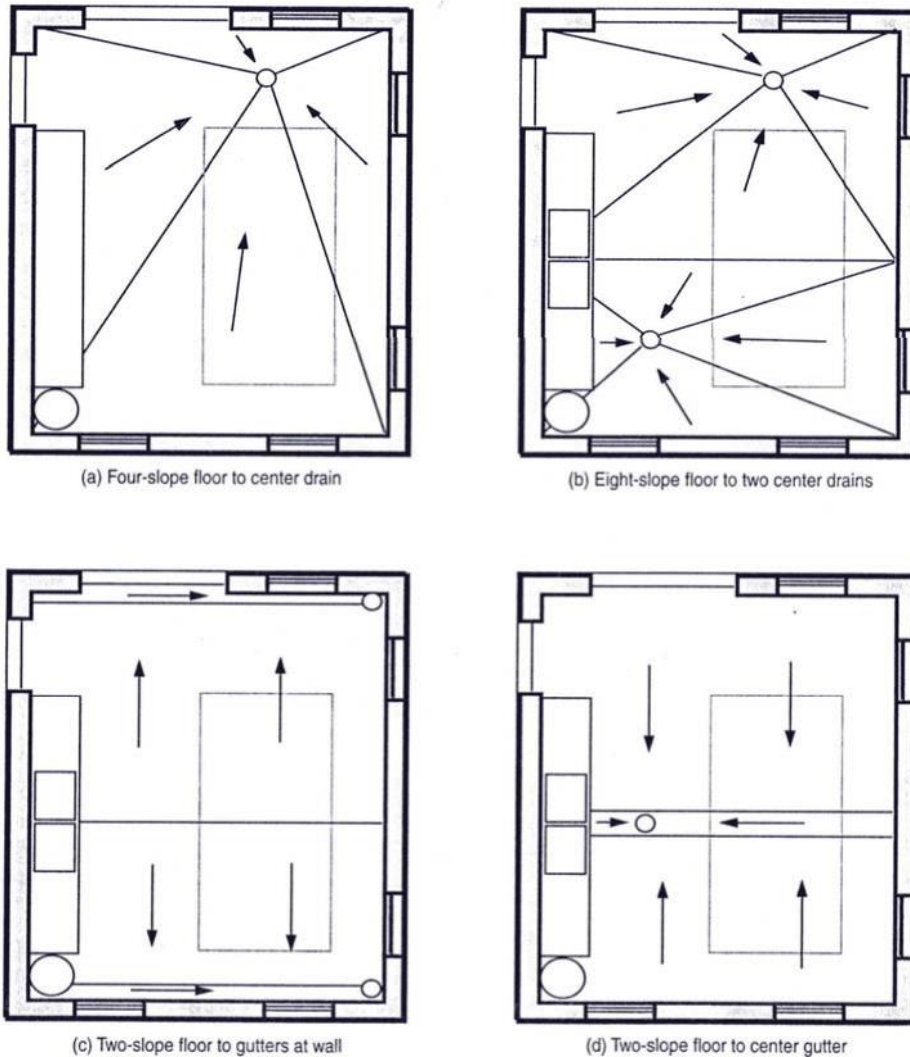 (a) Four-slope floor to center drain
(b) Eight-slope floor to two center drains
(c) Two-slope floor to gutters at wall
(d) Two-slope floor to center gutter